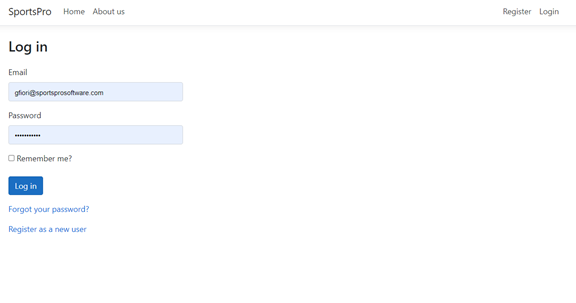 SportsPro Home About us Register Login
Log in
Email
gfiori@sportsprosoftware.com
Password
•••••••••••
Remember me?
Log in
Forgot your password?
Register as a new user